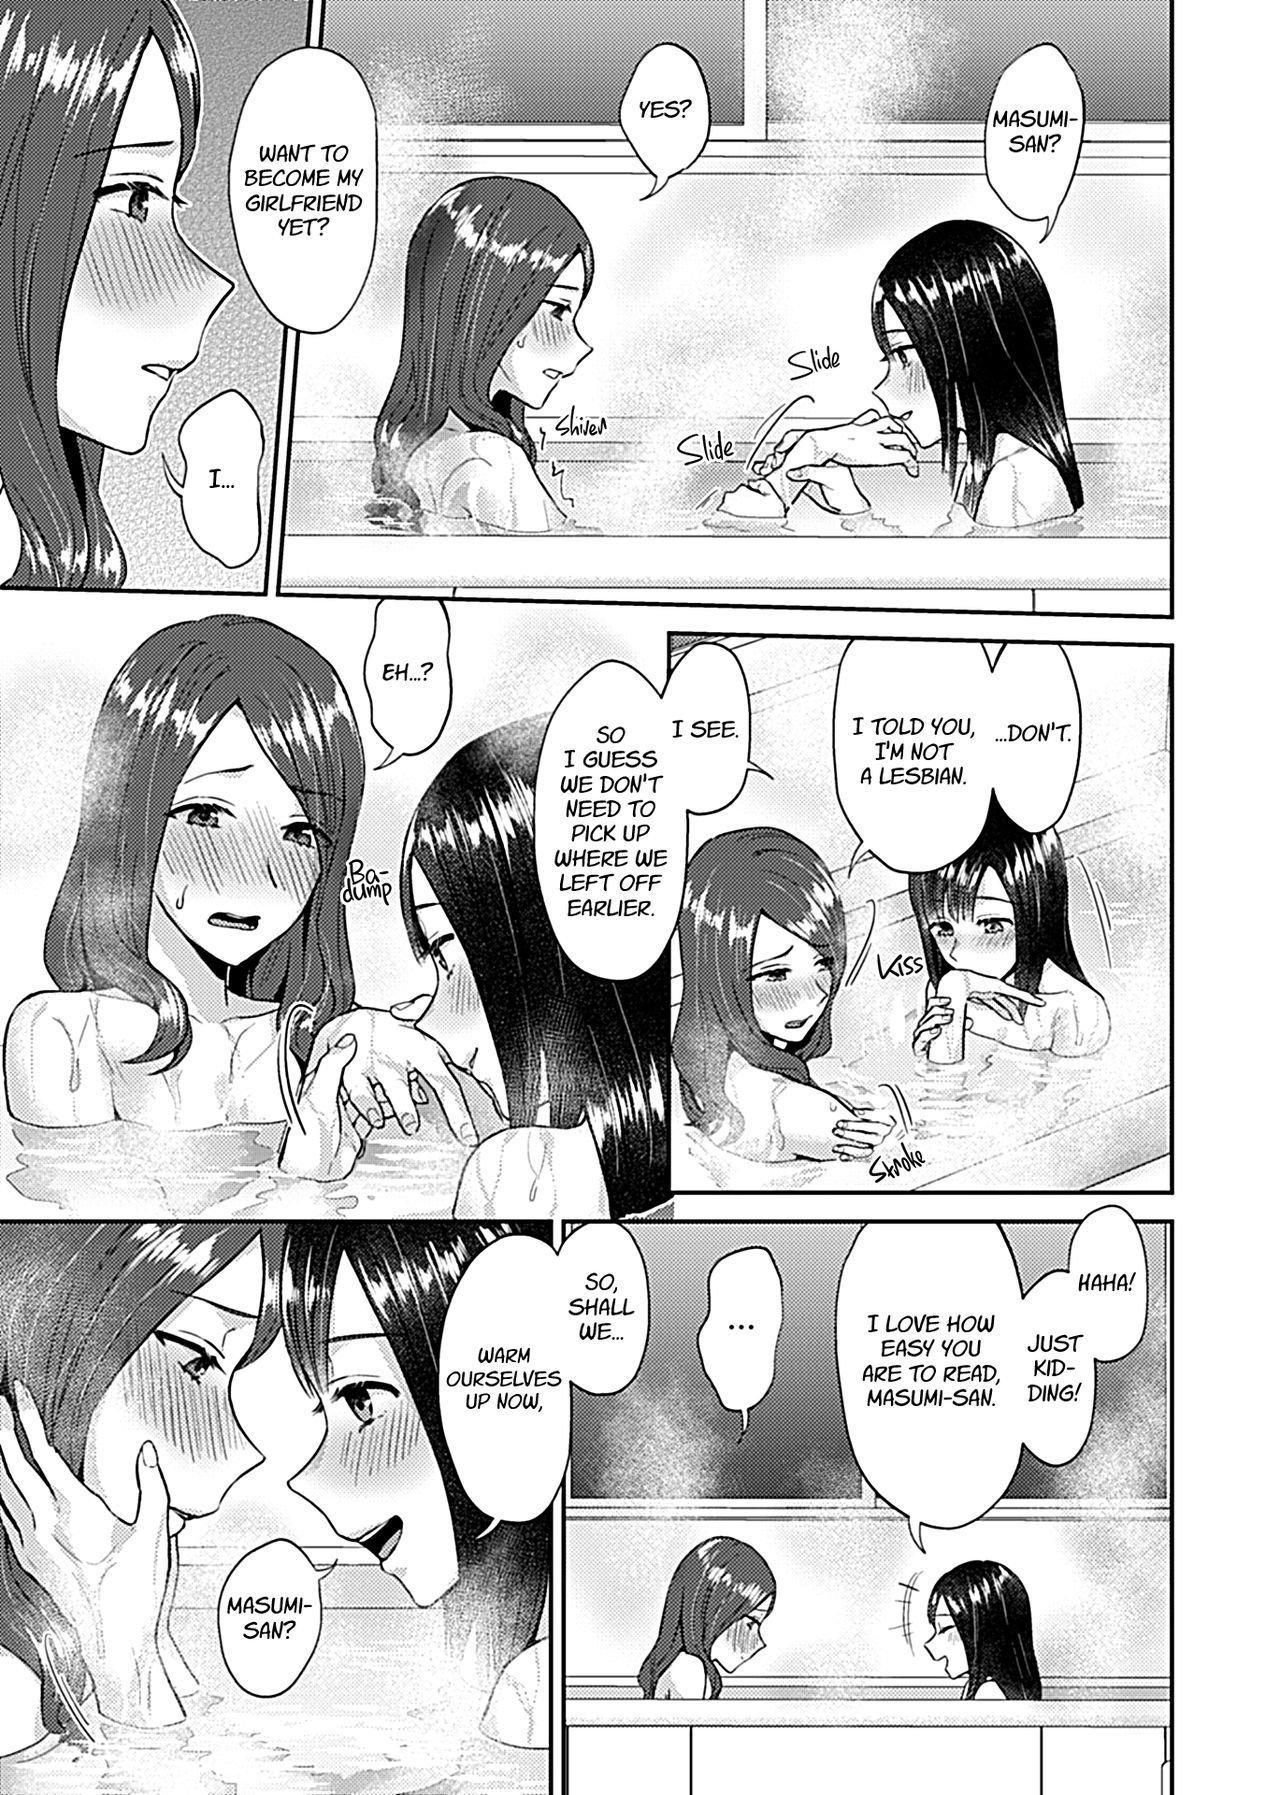 MASUMI-
SAN?
YES?
Slide
Slide
Shiver
WANT TO
BECOME MY
GIRLFRIEND
YET?
I...
...DON'T.
I TOLD YOU,
I'M NOT
A LESBIAN.
Kiss
Stroke
I SEE.
SO
I GUESS
WE DON'T
NEED TO
PICK UP
WHERE WE
LEFT OFF
EARLIER.
EH...?
Ba-
dump
HAHA!
JUST
KID-
DING!
I LOVE HOW
EASY YOU
ARE TO READ,
MASUMI-SAN.
...
SO,
SHALL
WE...
WARM
OURSELVES
UP NOW,
MASUMI-
SAN?